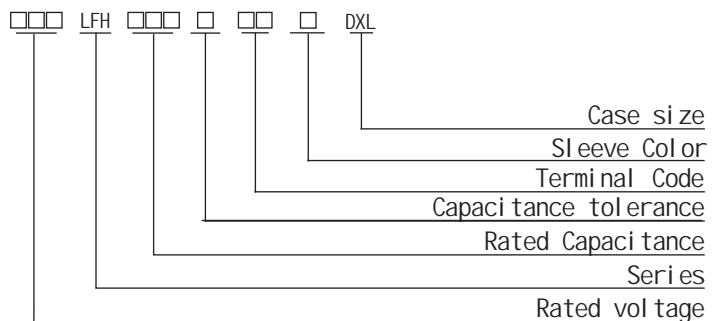 □□□ LFH □□□ □ □□ □ DXL
Case size
Sleeve Color
Terminal Code
Capacitance tolerance
Rated Capacitance
Series
Rated voltage